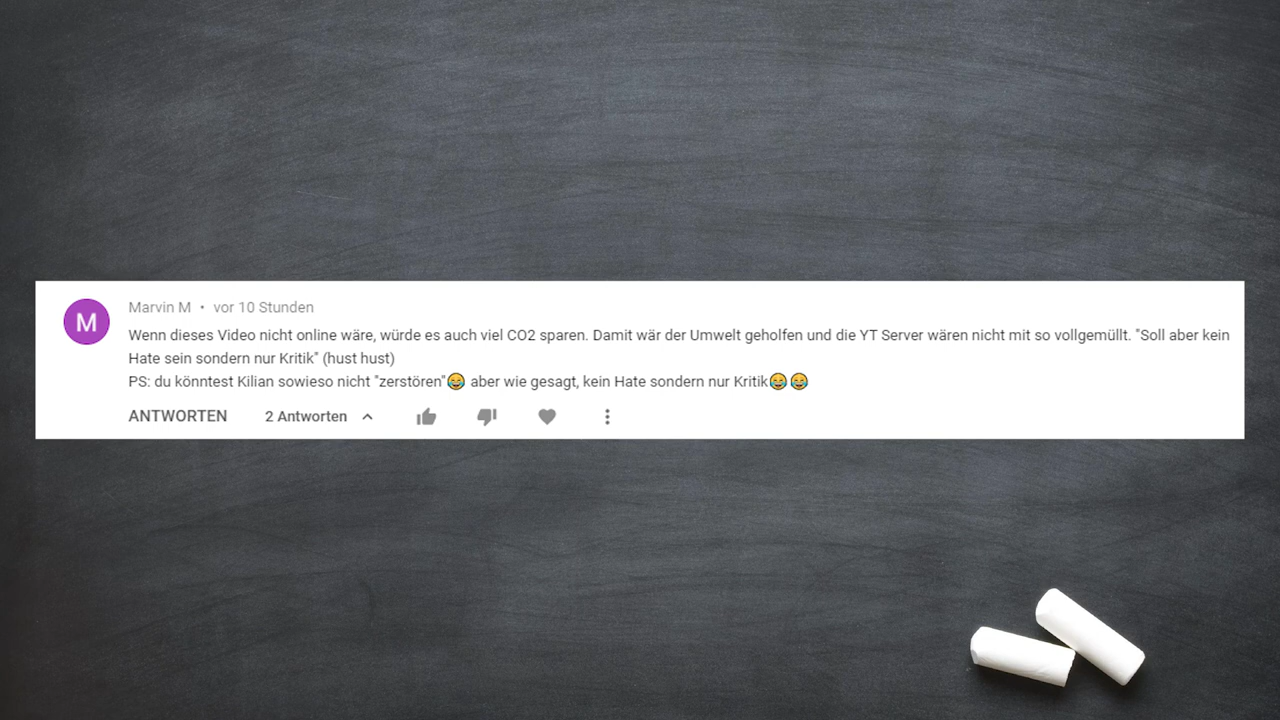 M
Marvin M • vor 10 Stunden
Wenn dieses Video nicht online wäre, würde es auch viel CO2 sparen. Damit wär der Umwelt geholfen und die YT Server wären nicht mit so vollgemüllt. "Soll aber kein
Hate sein sondern nur Kritik" (hust hust)
PS: du könntest Kilian sowieso nicht "zerstören"😂 aber wie gesagt, kein Hate sondern nur Kritik😂😂
ANTWORTEN 2 Antworten